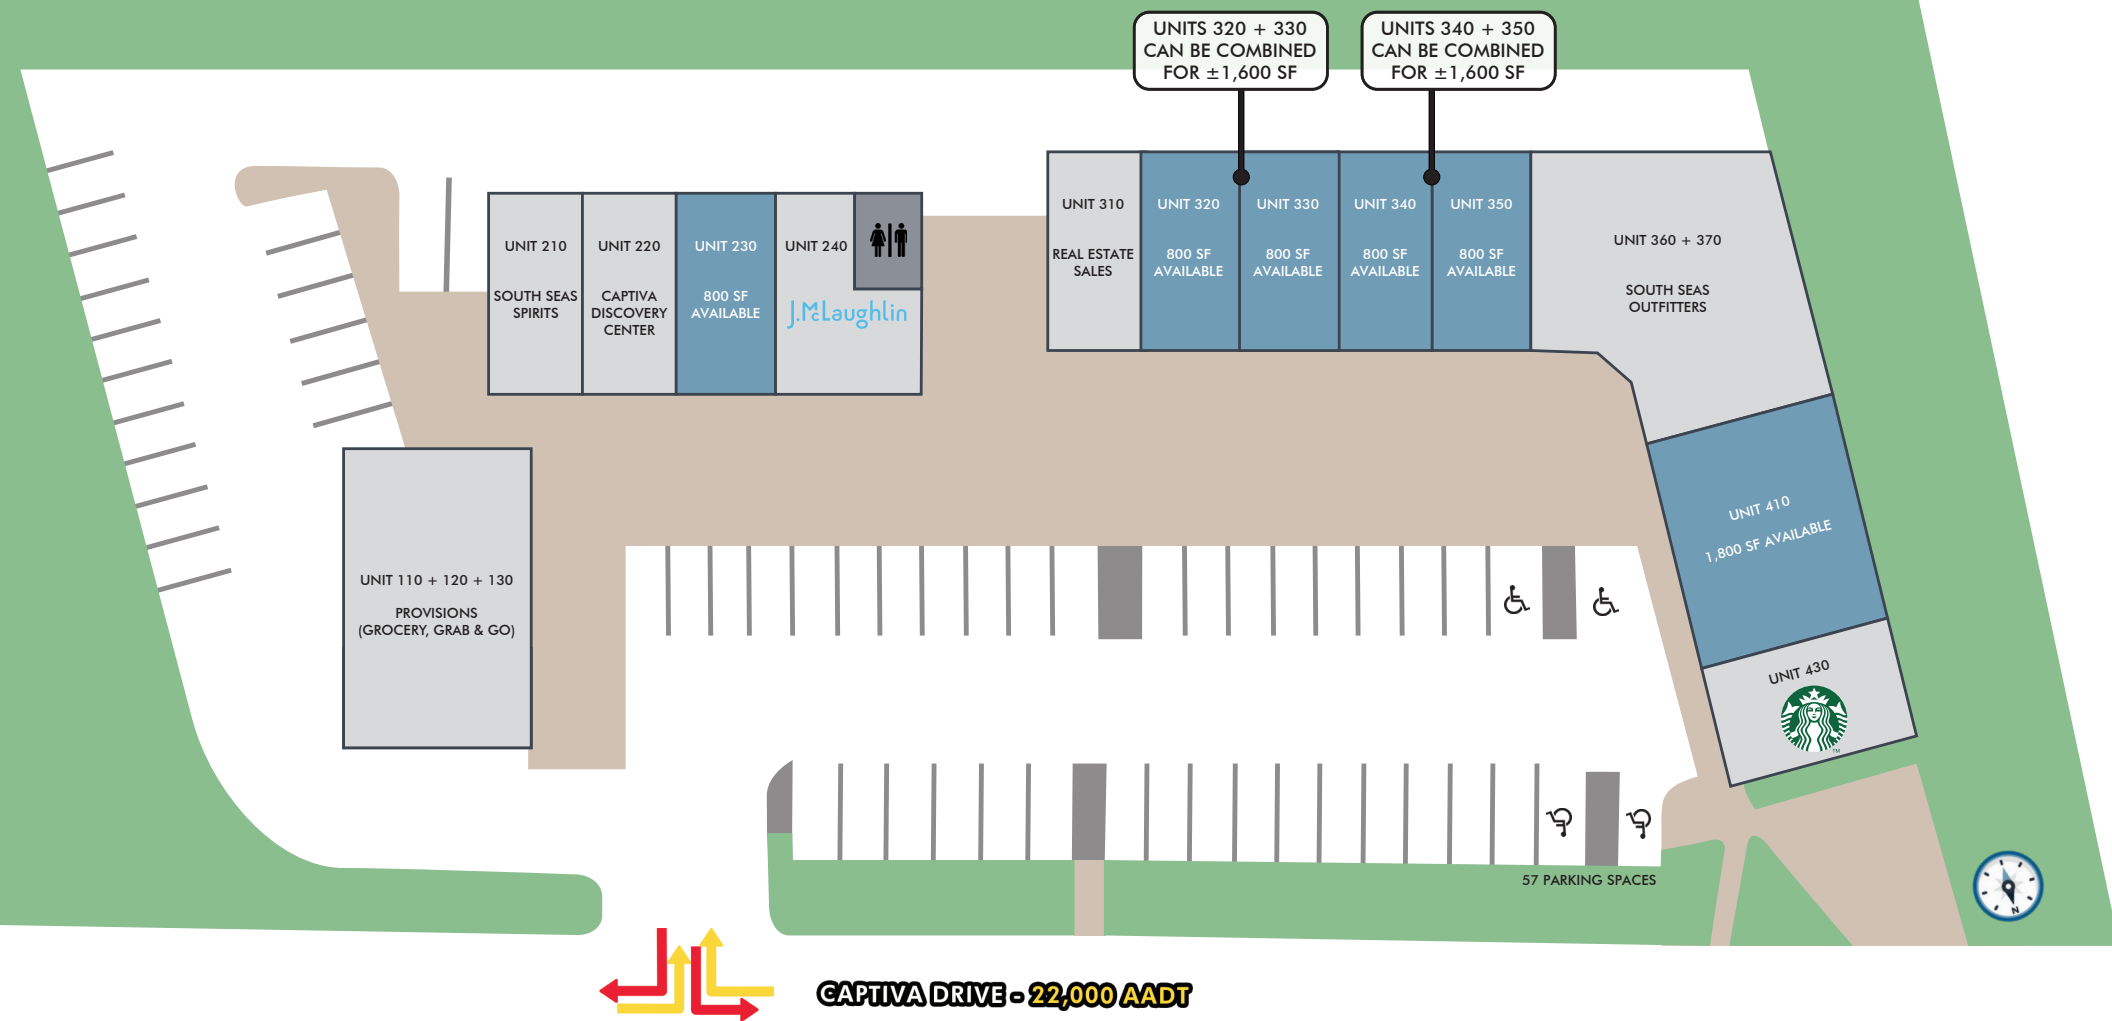 UNITS 320 + 330
CAN BE COMBINED
FOR ±1,600 SF
UNITS 340 + 350
CAN BE COMBINED
FOR ±1,600 SF
UNIT 210
SOUTH SEAS
SPIRITS
UNIT 220
CAPTIVA
DISCOVERY
CENTER
UNIT 230
800 SF
AVAILABLE
UNIT 240
J.McLaughlin
UNIT 310
REAL ESTATE
SALES
UNIT 320
800 SF
AVAILABLE
UNIT 330
800 SF
AVAILABLE
UNIT 340
800 SF
AVAILABLE
UNIT 350
800 SF
AVAILABLE
UNIT 360 + 370
SOUTH SEAS
OUTFITTERS
UNIT 410
1,800 SF AVAILABLE
UNIT 430
TM
UNIT 110 + 120 + 130
PROVISIONS
(GROCERY, GRAB & GO)
57 PARKING SPACES
N
CAPTIVA DRIVE - 22,000 AADT